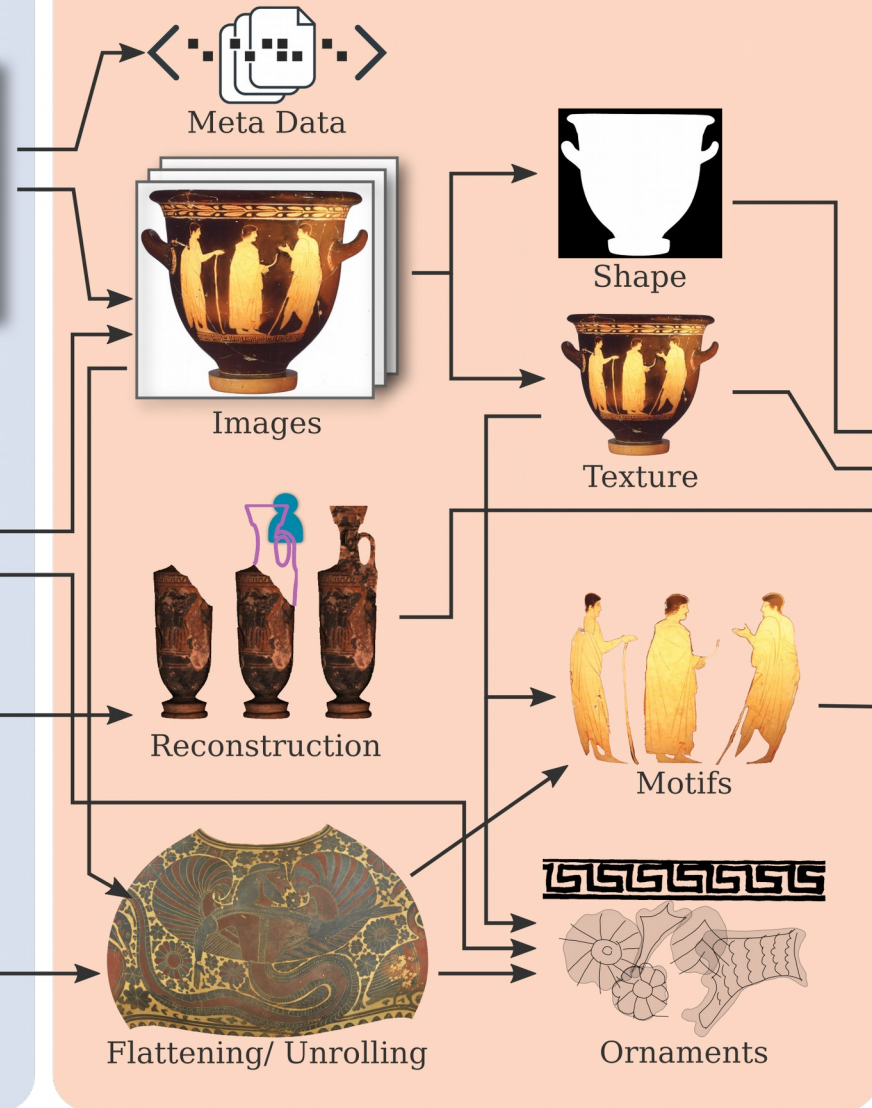 Meta Data
Shape
Images
Texture
Reconstruction
Motifs
Flattening/ Unrolling
Ornaments